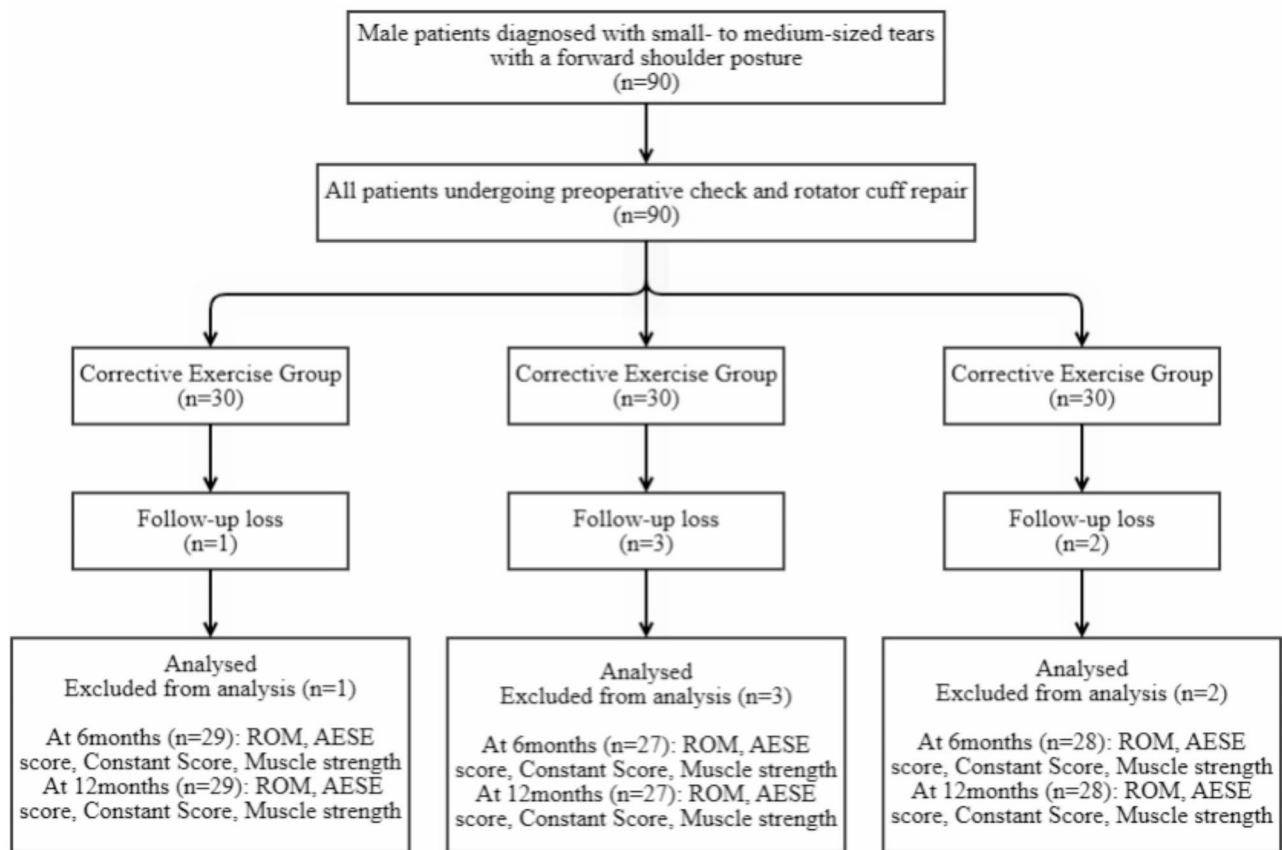 Male patients diagnosed with small- to medium-sized tears
with a forward shoulder posture
(n=90)
All patients undergoing preoperative check and rotator cuff repair
(n=90)
Corrective Exercise Group
(n=30)
Corrective Exercise Group
(n=30)
Corrective Exercise Group
(n=30)
Follow-up loss
(n=1)
Follow-up loss
(n=3)
Follow-up loss
(n=2)
Analysed
Excluded from analysis (n=1)
At 6months (n=29): ROM, AESE
score, Constant Score, Muscle strength
At 12months (n=29): ROM, AESE
score, Constant Score, Muscle strength
Analysed
Excluded from analysis (n=3)
At 6months (n=27): ROM, AESE
score, Constant Score, Muscle strength
At 12months (n=27): ROM, AESE
score, Constant Score, Muscle strength
Analysed
Excluded from analysis (n=2)
At 6months (n=28): ROM, AESE
score, Constant Score, Muscle strength
At 12months (n=28): ROM, AESE
score, Constant Score, Muscle strength